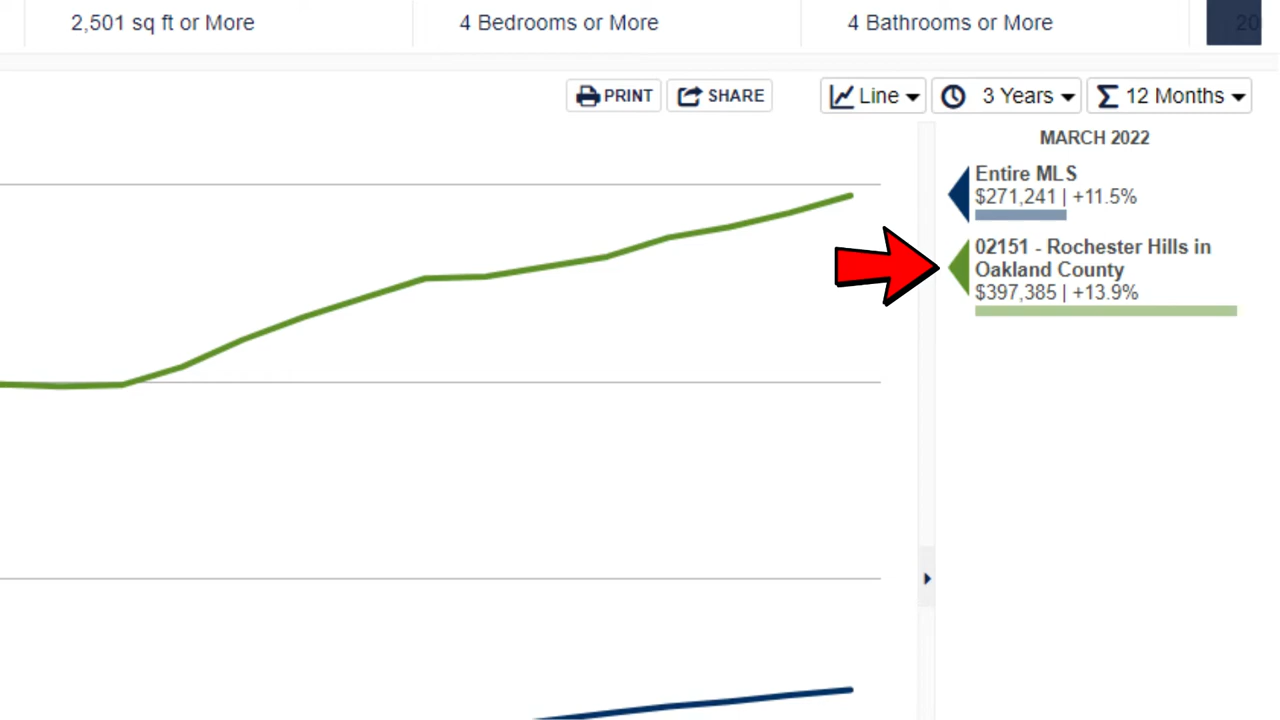 2,501 sq ft or More 4 Bedrooms or More 4 Bathrooms or More 20
PRINT SHARE Line 3 Years Σ 12 Months
MARCH 2022
Entire MLS
$271,241 | +11.5%
02151 - Rochester Hills in
Oakland County
$397,385 | +13.9%